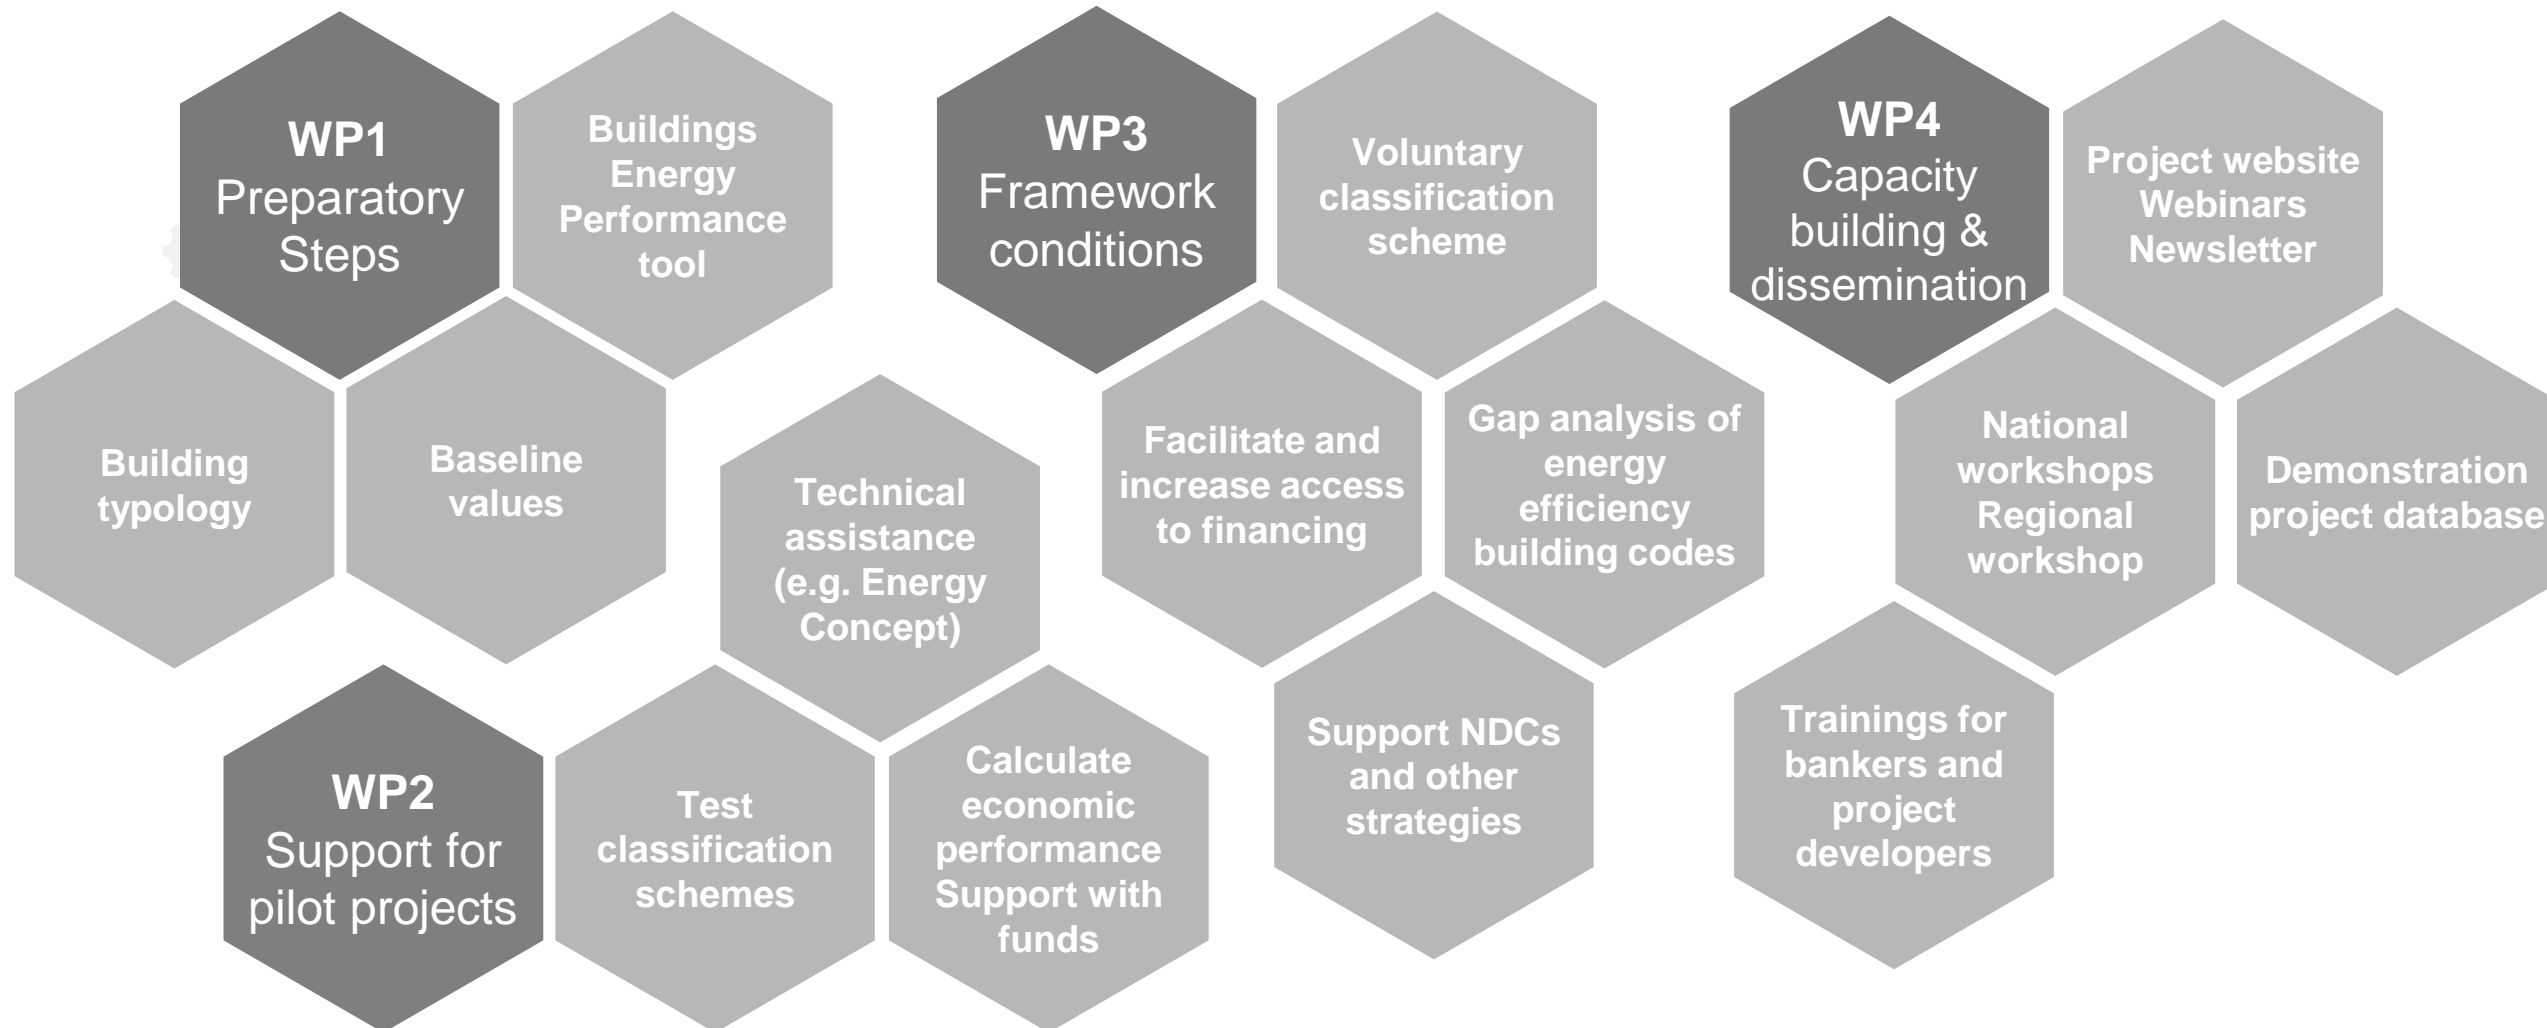 WP1
Preparatory
Steps
Buildings
Energy
Performance
tool
Building
typology
Baseline
values
WP2
Support for
pilot projects
Technical
assistance
(e.g. Energy
Concept)
Test
classification
schemes
Calculate
economic
performance
Support with
funds
WP3
Framework
conditions
Voluntary
classification
scheme
Facilitate and
increase access
to financing
Gap analysis of
energy
efficiency
building codes
Support NDCs
and other
strategies
WP4
Capacity
building &
dissemination
Project website
Webinars
Newsletter
National
workshops
Regional
workshop
Demonstration
project database
Trainings for
bankers and
project
developers